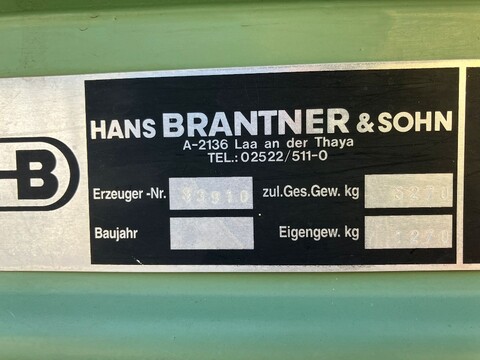 HANS BRANTNER & SOHN
A-2136 Laa an der Thaya
TEL.: 02522/511-0
B
Erzeuger -Nr. 33910 zul.Ges.Gew. kg
Baujahr Eigengew. kg